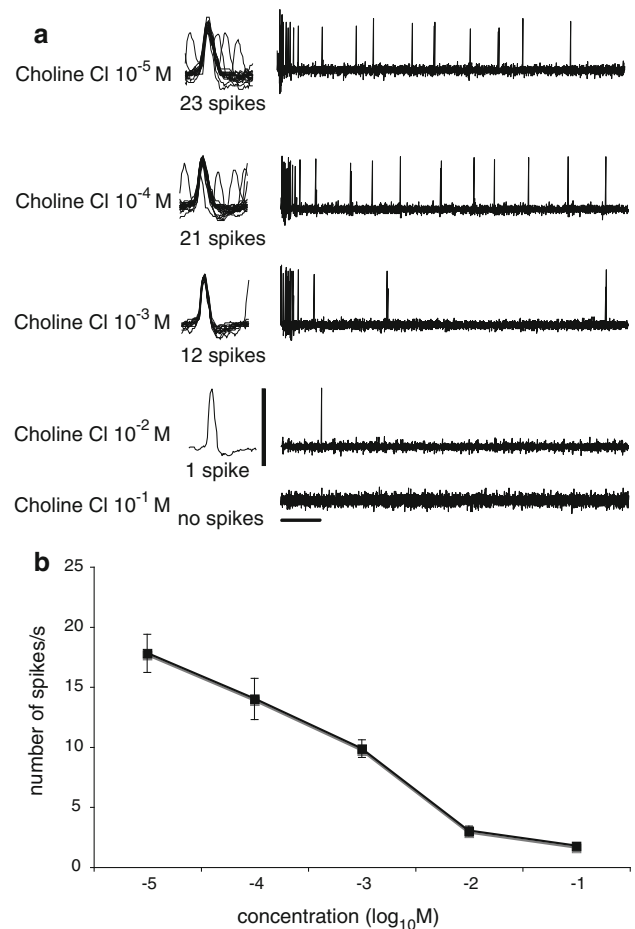 a
Choline Cl 10⁻⁵ M
23 spikes
Choline Cl 10⁻⁴ M
21 spikes
Choline Cl 10⁻³ M
12 spikes
Choline Cl 10⁻² M
1 spike
Choline Cl 10⁻¹ M
no spikes
b
number of spikes/s
25
20
15
10
5
0
-5 -4 -3 -2 -1
concentration (log₁₀M)